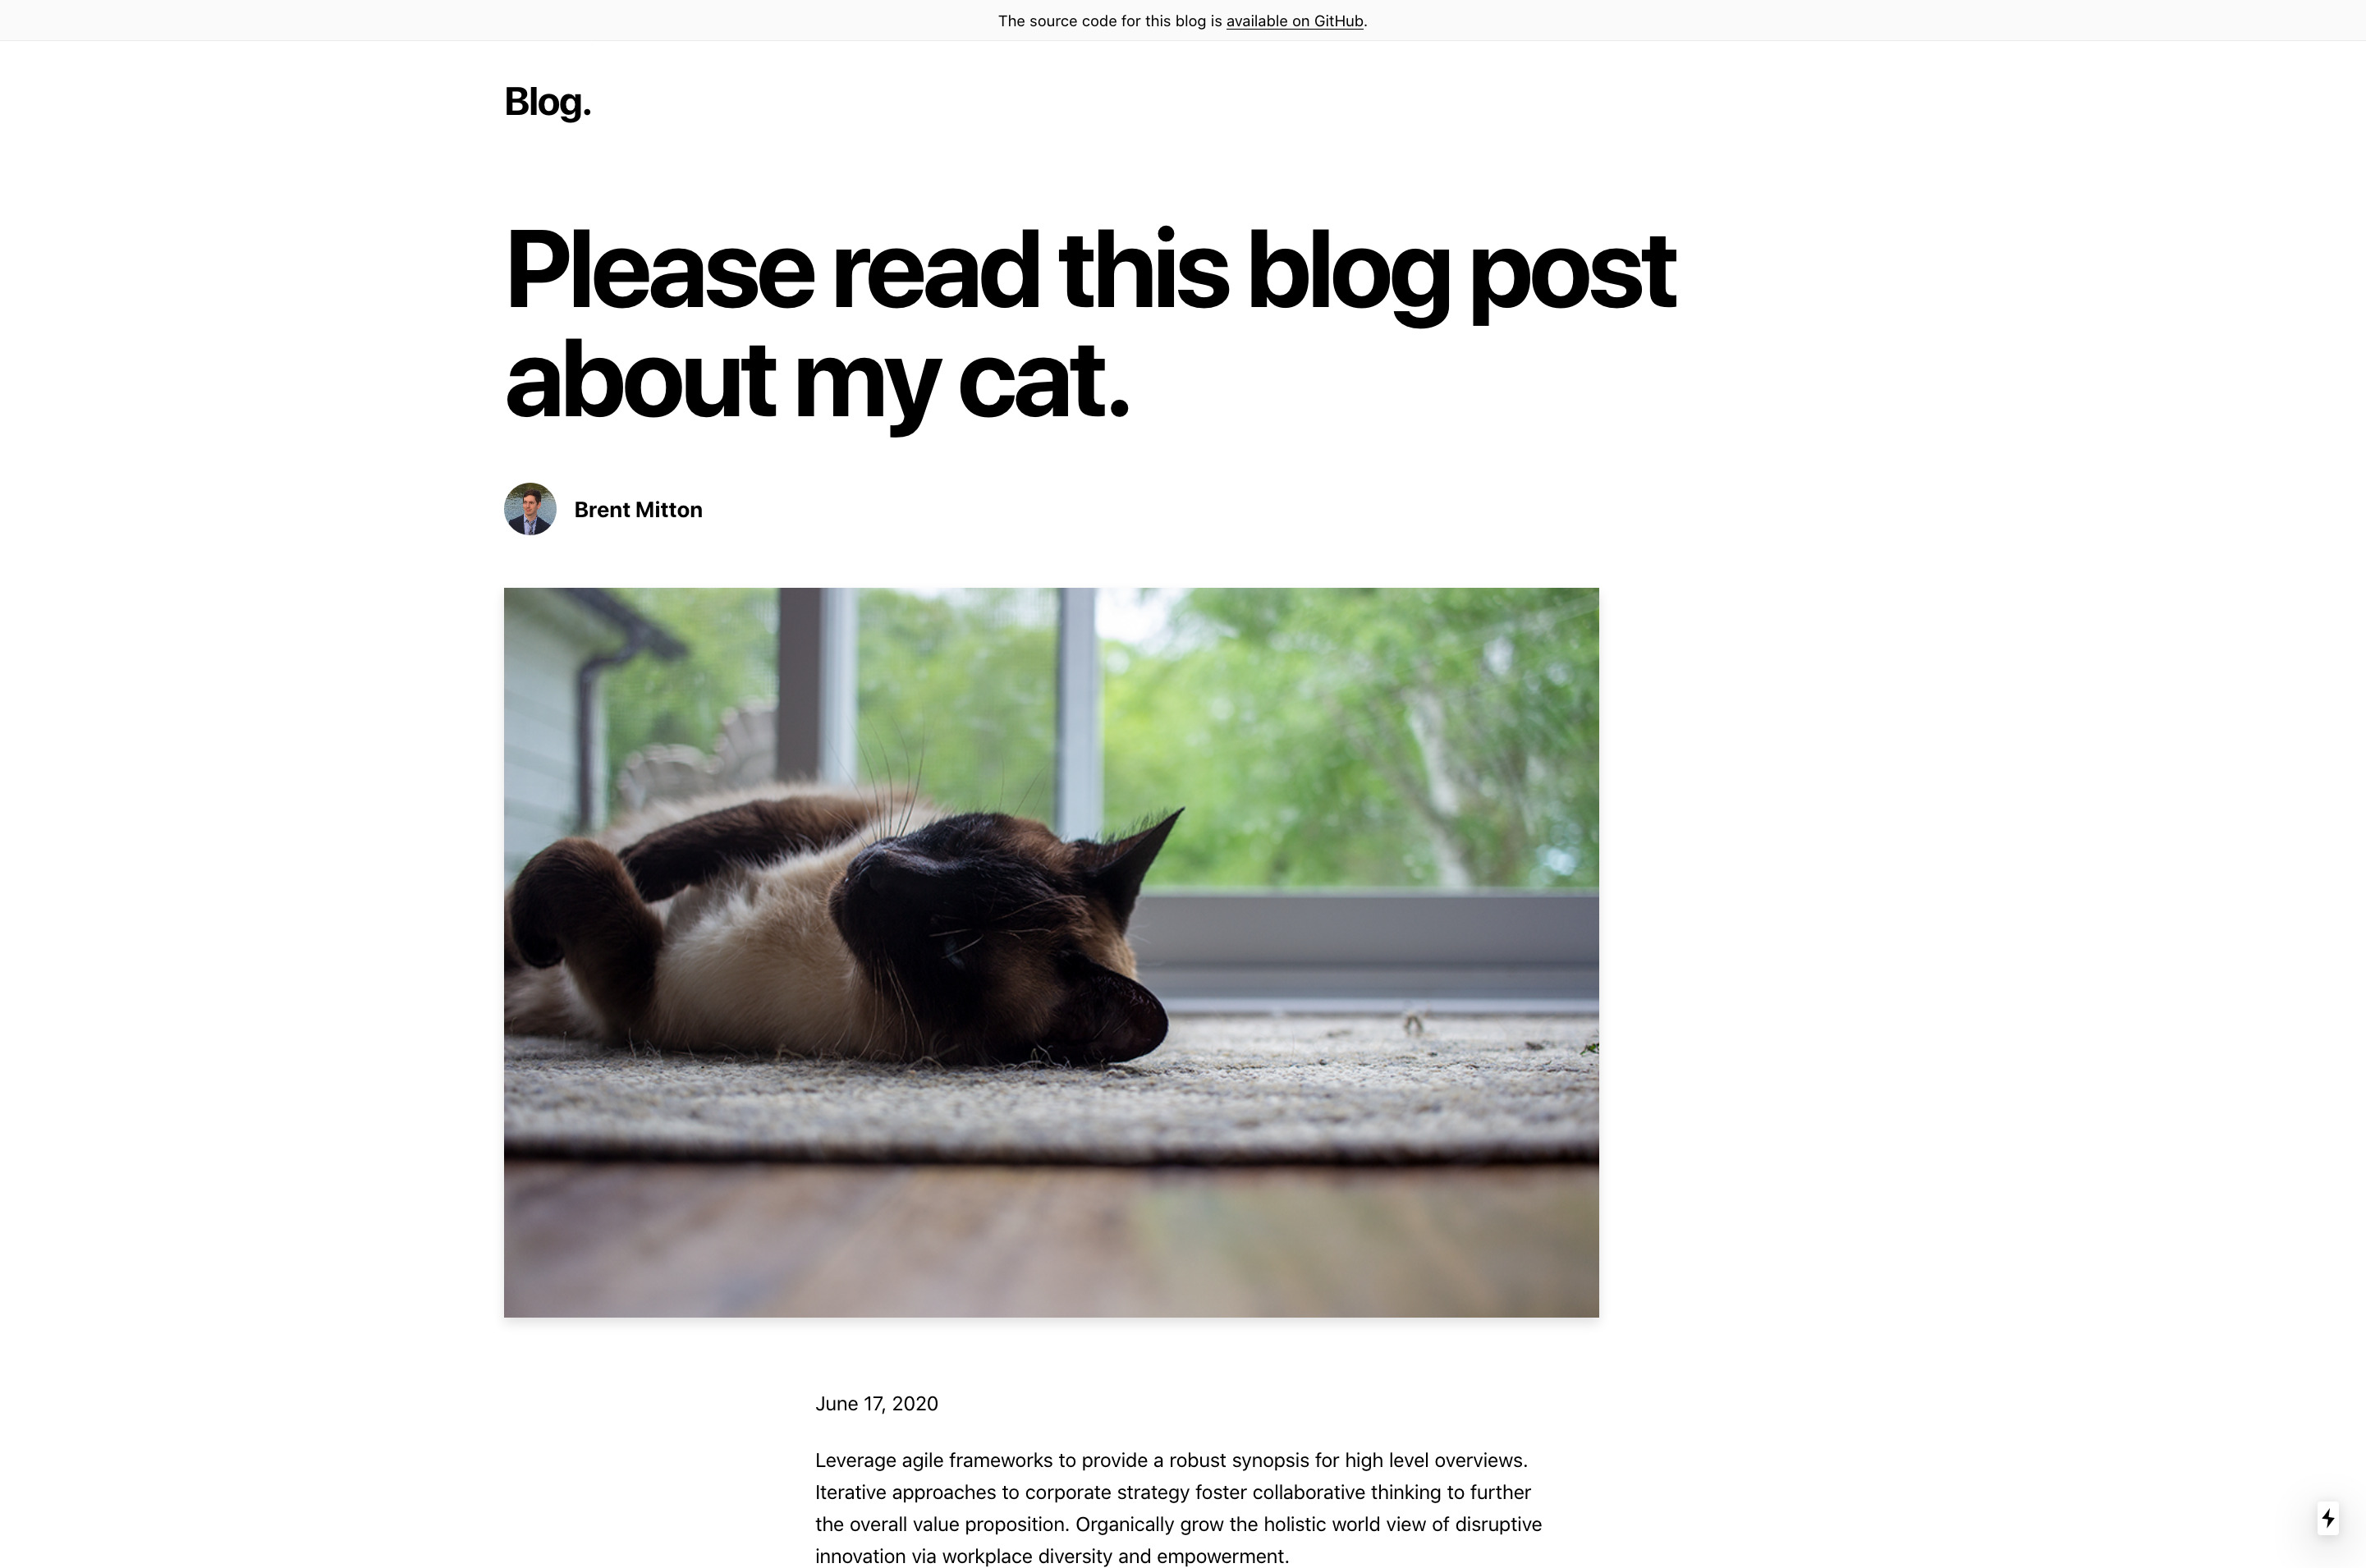 The source code for this blog is available on GitHub.
Blog.
Please read this blog post
about my cat.
Brent Mitton
June 17, 2020
Leverage agile frameworks to provide a robust synopsis for high level overviews.
Iterative approaches to corporate strategy foster collaborative thinking to further
the overall value proposition. Organically grow the holistic world view of disruptive
innovation via workplace diversity and empowerment.